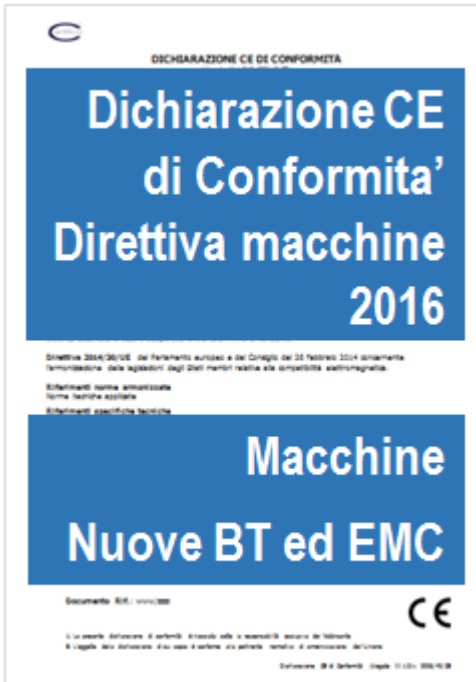 DICHIARAZIONE CE DI CONFORMITÀ
Dichiarazione CE
di Conformita’
Direttiva macchine
2016
Direttiva 2014/30/UE del Parlamento europeo e del Consiglio del 26 febbraio 2014 concernente
l'armonizzazione delle legislazioni degli Stati membri relative alla compatibilità elettromagnetica.
Riferimenti norme armonizzate
Norme tecniche applicate
Riferimenti specifiche tecniche
Macchine
Nuove BT ed EMC
Documento Rif.:
CE